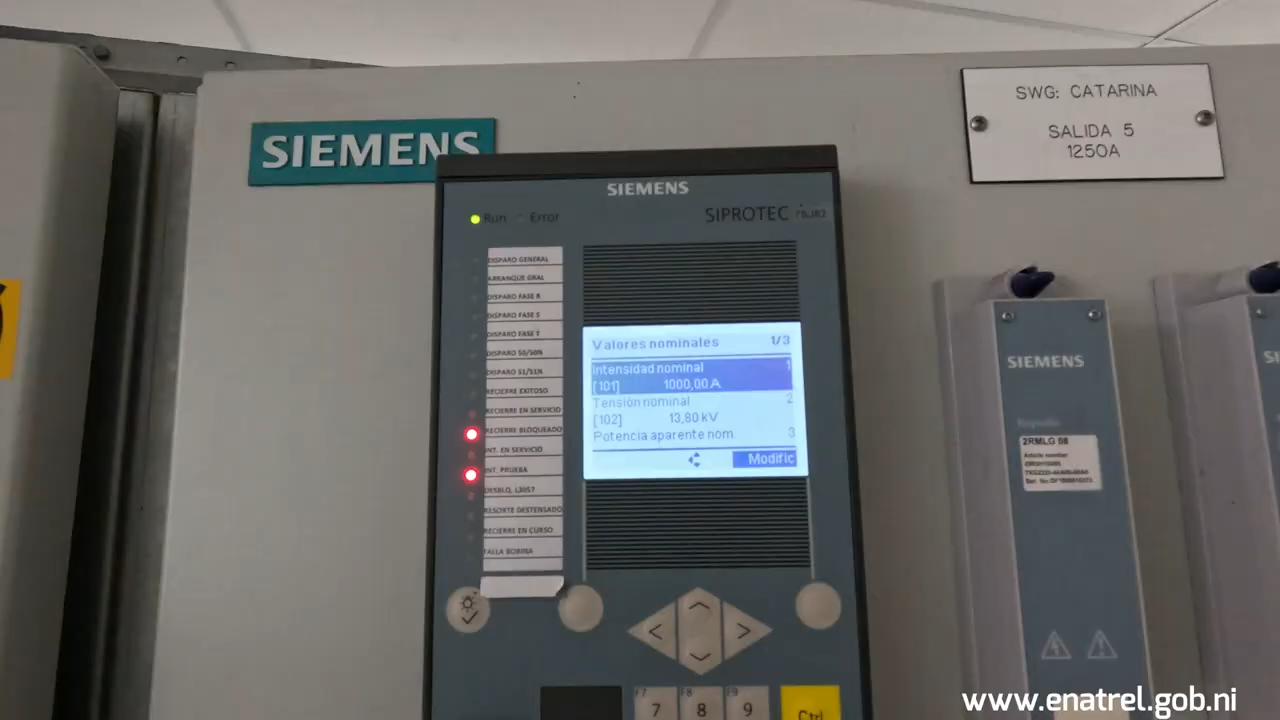 SIEMENS
SWG: CATARINA
SALIDA 5
1250A
SIEMENS
Run Error
SIPROTEC
DISPARO GENERAL
ARRANQUE GRAL
DISPARO FASE R
DISPARO FASE S
DISPARO FASE T
DISPARO 50/50N
DISPARO 51/51N
RECIERRE EXITOSO
RECIERRE EN SERVICIO
RECIERRE BLOQUEADO
INT. EN SERVICIO
INT. PRUEBA
RESORTE DESTENSADO
RECIERRE EN CURSO
FALLA BOBINA
Valores nominales 1/3
Intensidad nominal 1
[101] 1000,00 A
Tensión nominal 2
[102] 13,80 kV
Potencia aparente nom. 3
Modific
F7 F8 F9
7 8 9
Ctrl
SIEMENS
2RMLG 08
Article number
www.enatrel.gob.ni